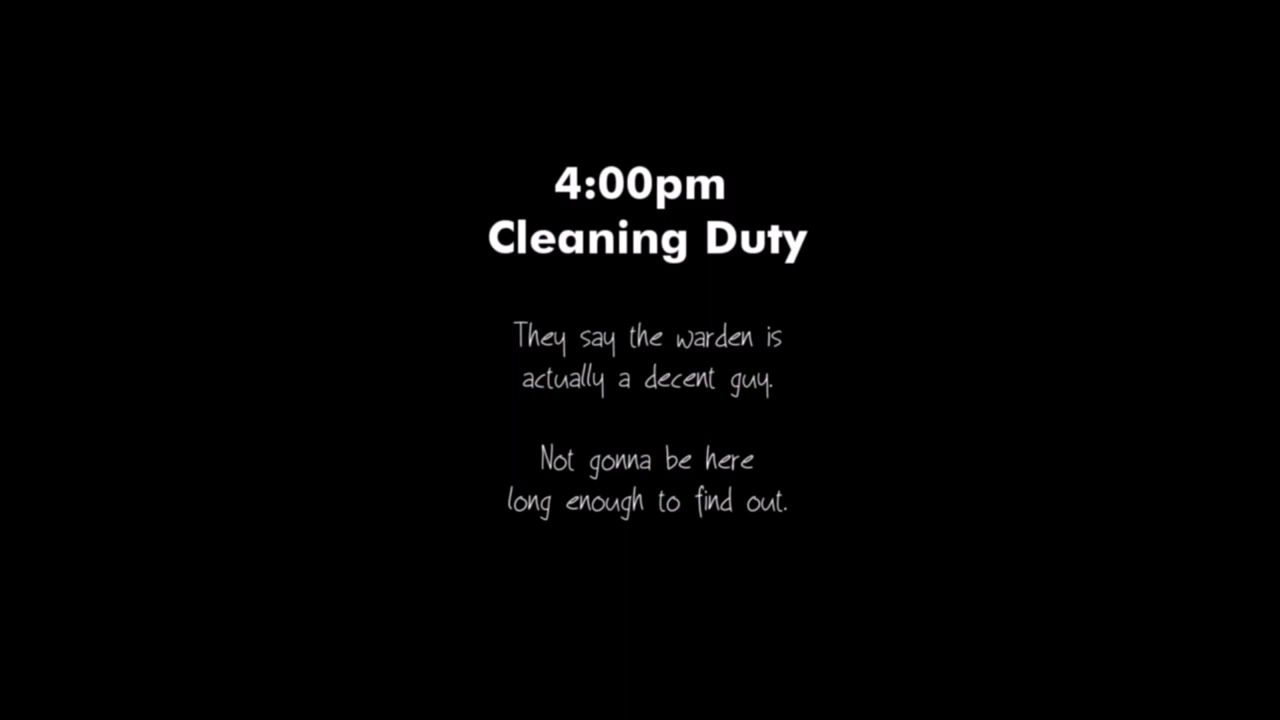 4:00pm
Cleaning Duty
They say the warden is
actually a decent guy.
Not gonna be here
long enough to find out.